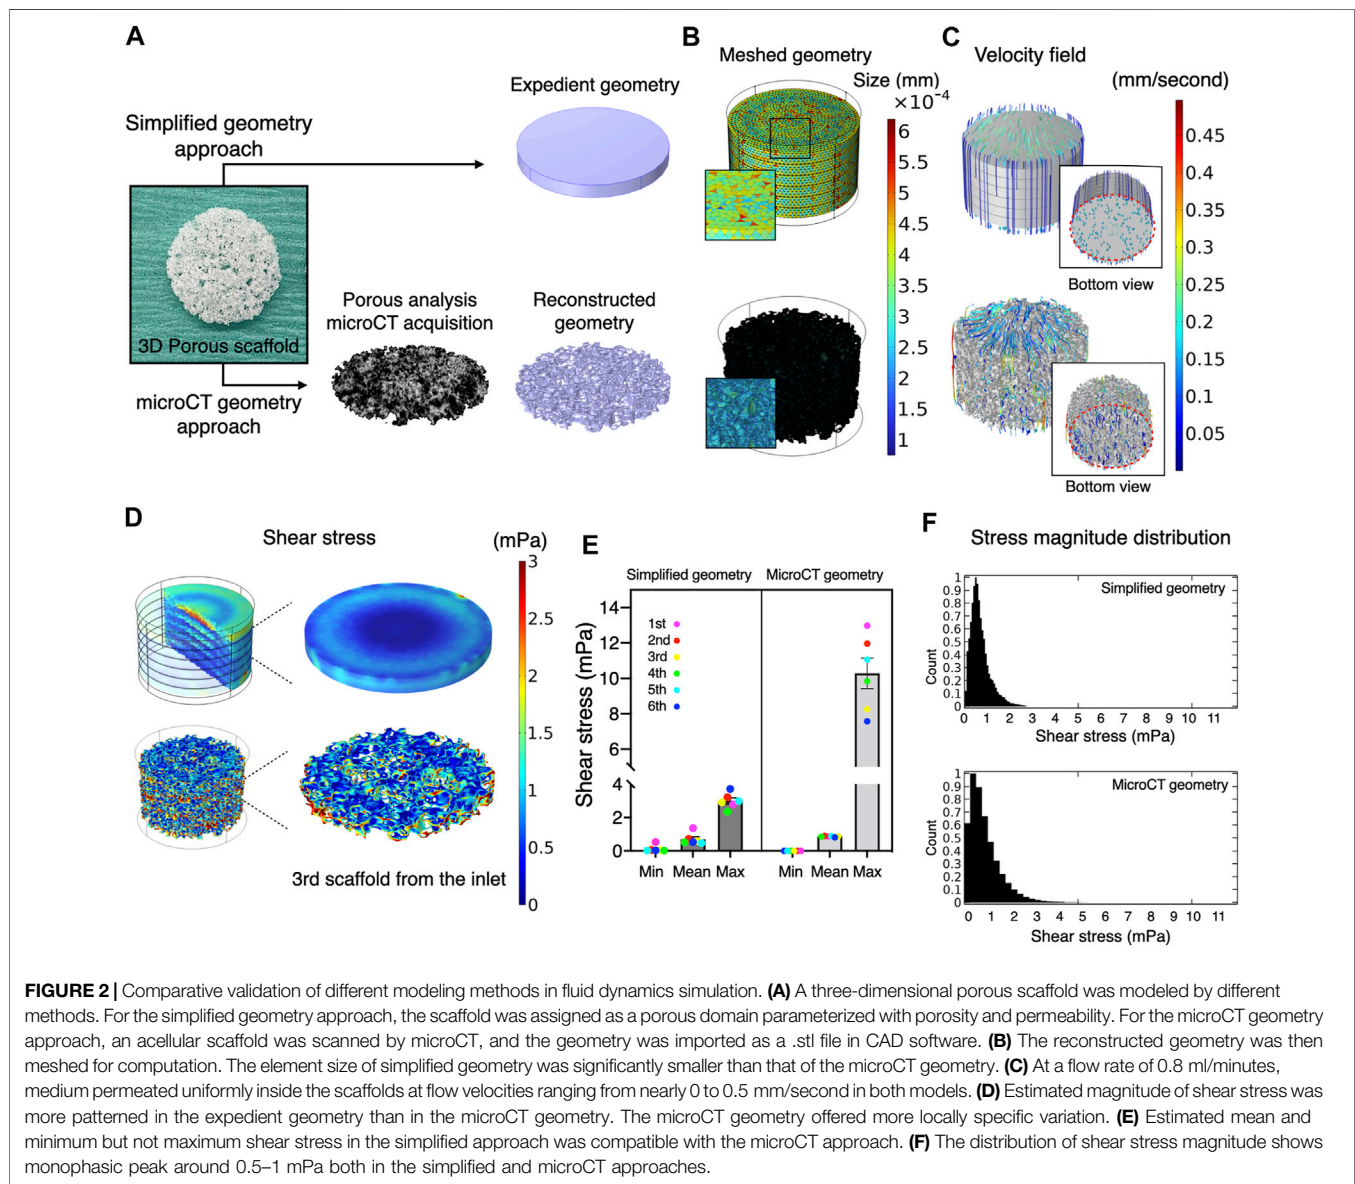 A
Simplified geometry
approach
3D Porous scaffold
microCT geometry
approach
Expedient geometry
Porous analysis
microCT acquisition
Reconstructed
geometry
B
Meshed geometry
Size (mm)
×10⁻⁴
6
5.5
5
4.5
4
3.5
3
2.5
2
1.5
1
C
Velocity field
(mm/second)
0.45
0.4
0.35
0.3
0.25
0.2
0.15
0.1
0.05
Bottom view
Bottom view
D
Shear stress
(mPa)
3
2.5
2
1.5
1
0.5
0
3rd scaffold from the inlet
E
Simplified geometry
MicroCT geometry
Shear stress (mPa)
14
12
10
8
6
4
2
0
1st
2nd
3rd
4th
5th
6th
Min Mean Max
Min Mean Max
F
Stress magnitude distribution
Simplified geometry
Count
1
0.9
0.8
0.7
0.6
0.5
0.4
0.3
0.2
0.1
0
0 1 2 3 4 5 6 7 8 9 10 11
Shear stress (mPa)
MicroCT geometry
Count
1
0.9
0.8
0.7
0.6
0.5
0.4
0.3
0.2
0.1
0
0 1 2 3 4 5 6 7 8 9 10 11
Shear stress (mPa)
FIGURE 2 | Comparative validation of different modeling methods in fluid dynamics simulation. (A) A three-dimensional porous scaffold was modeled by different
methods. For the simplified geometry approach, the scaffold was assigned as a porous domain parameterized with porosity and permeability. For the microCT geometry
approach, an acellular scaffold was scanned by microCT, and the geometry was imported as a .stl file in CAD software. (B) The reconstructed geometry was then
meshed for computation. The element size of simplified geometry was significantly smaller than that of the microCT geometry. (C) At a flow rate of 0.8 ml/minutes,
medium permeated uniformly inside the scaffolds at flow velocities ranging from nearly 0 to 0.5 mm/second in both models. (D) Estimated magnitude of shear stress was
more patterned in the expedient geometry than in the microCT geometry. The microCT geometry offered more locally specific variation. (E) Estimated mean and
minimum but not maximum shear stress in the simplified approach was compatible with the microCT approach. (F) The distribution of shear stress magnitude shows
monophasic peak around 0.5–1 mPa both in the simplified and microCT approaches.